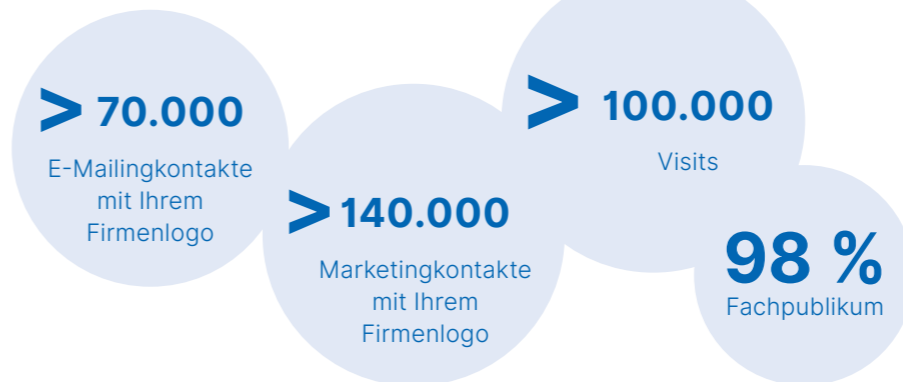 > 70.000
E-Mailingkontakte
mit Ihrem
Firmenlogo
> 140.000
Marketingkontakte
mit Ihrem
Firmenlogo
> 100.000
Visits
98 %
Fachpublikum